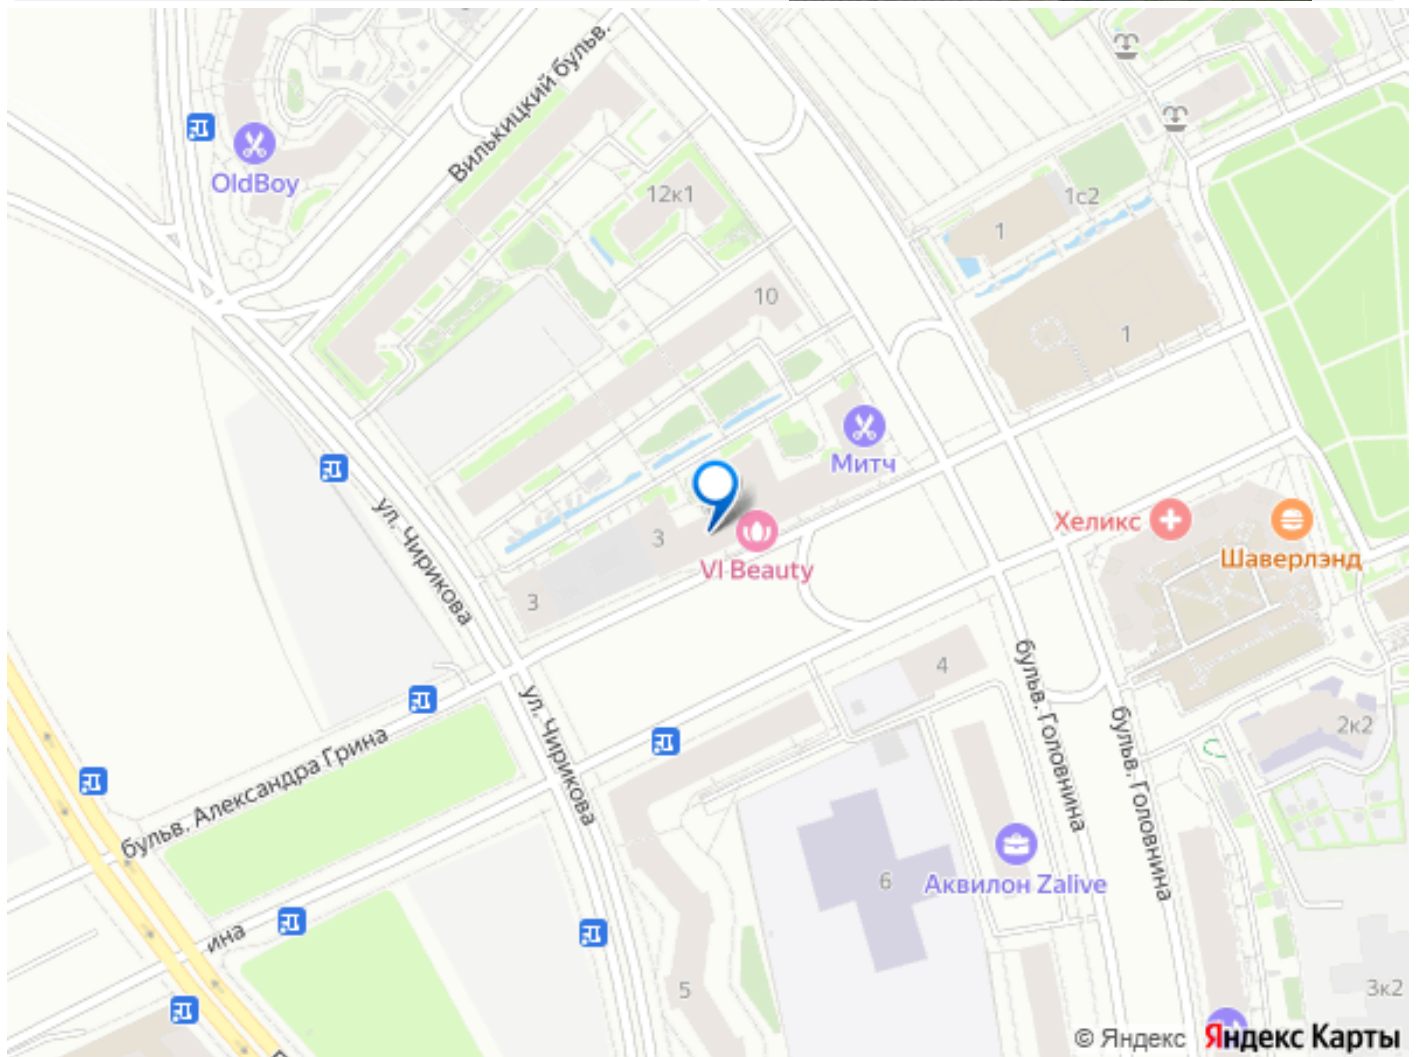 Вилькицкий бульв.
OldBoy
12к1
1с2
1
10
1
Митч
ул. Чирикова
3
VI Beauty
Хеликс
Шаверлэнд
3
бульв. Головнина
4
ул. Чирикова
бульв. Головнина
2к2
бульв. Александра Грина
6
Аквилон Zalive
ина
5
3к2
© Яндекс Яндекс Карты